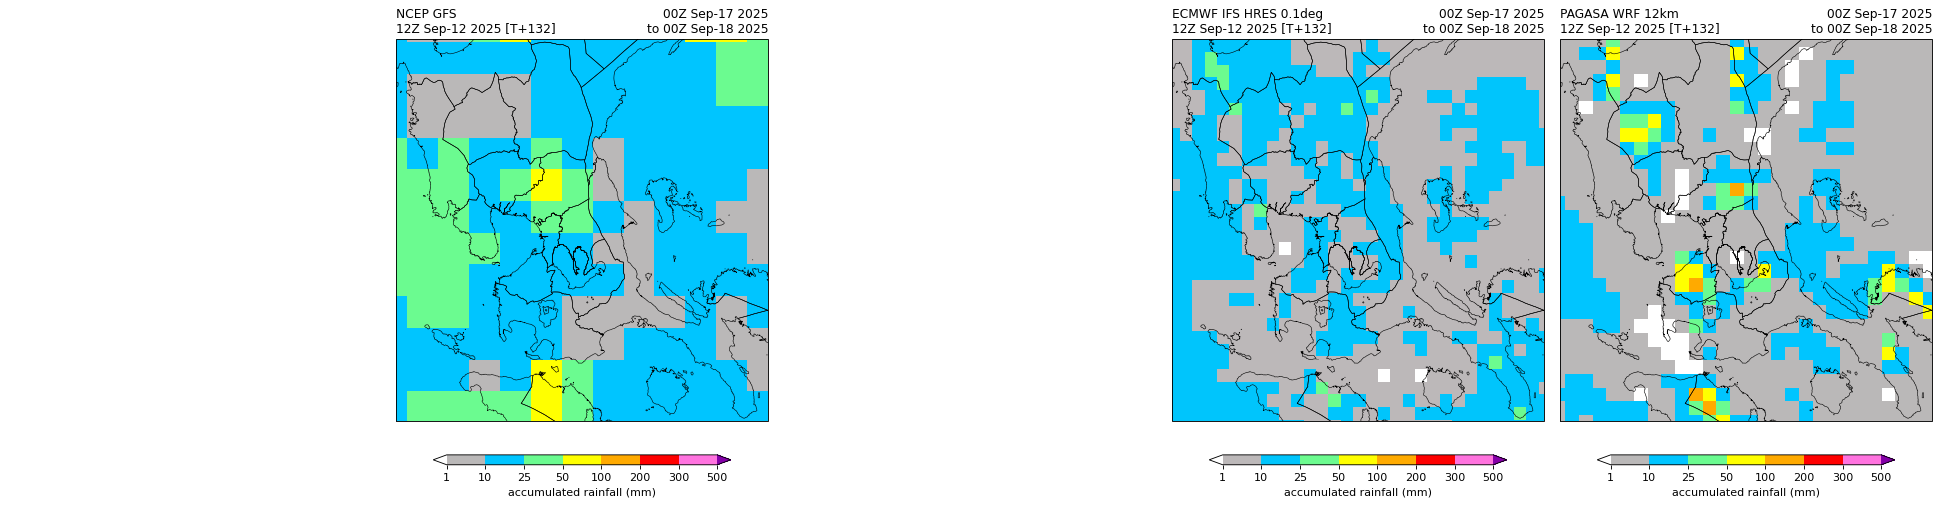 NCEP GFS 00Z Sep-17 2025
12Z Sep-12 2025 [T+132] to 00Z Sep-18 2025
1 10 25 50 100 200 300 500
accumulated rainfall (mm)
ECMWF IFS HRES 0.1deg 00Z Sep-17 2025
12Z Sep-12 2025 [T+132] to 00Z Sep-18 2025
1 10 25 50 100 200 300 500
accumulated rainfall (mm)
PAGASA WRF 12km 00Z Sep-17 2025
12Z Sep-12 2025 [T+132] to 00Z Sep-18 2025
1 10 25 50 100 200 300 500
accumulated rainfall (mm)